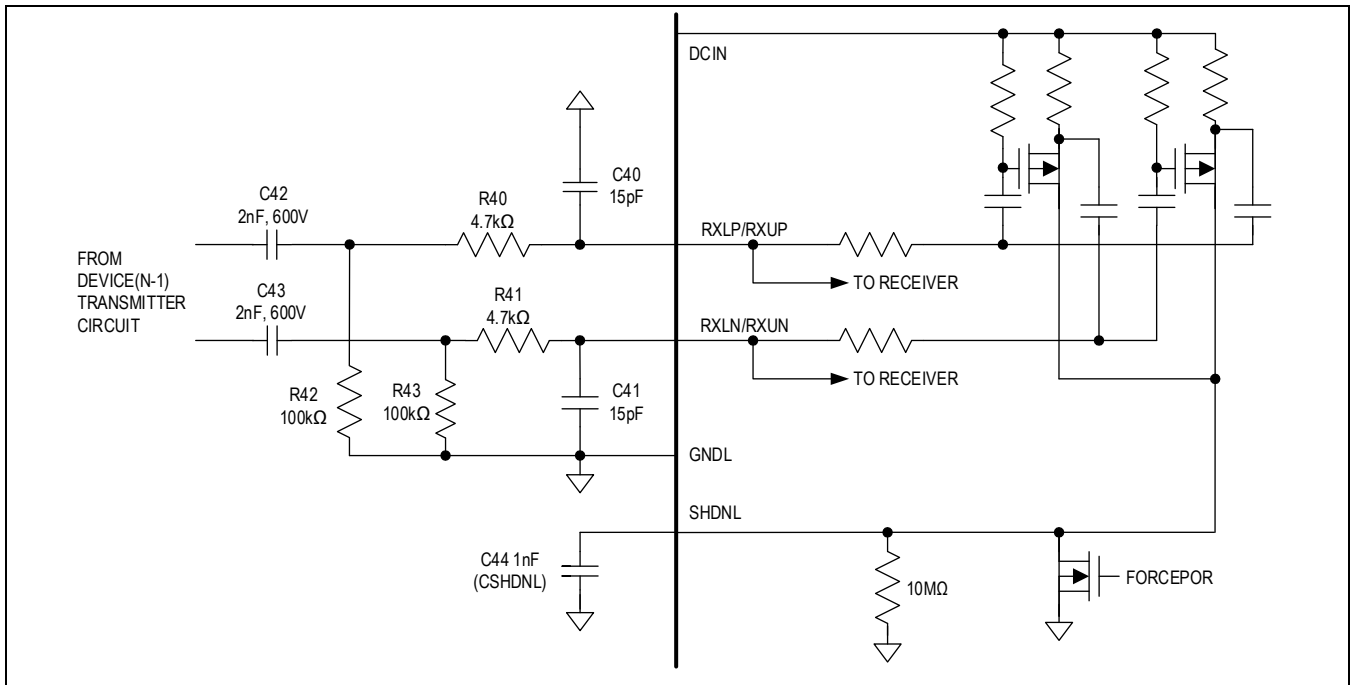 DCIN
C40
15pF
C42
2nF, 600V
R40
4.7kΩ
RXLP/RXUP
FROM
DEVICE(N-1)
TRANSMITTER
CIRCUIT
TO RECEIVER
C43
2nF, 600V
R41
4.7kΩ
RXLN/RXUN
TO RECEIVER
R42
100kΩ
R43
100kΩ
C41
15pF
GNDL
SHDNL
C44 1nF
(CSHDNL)
10MΩ
FORCEPOR